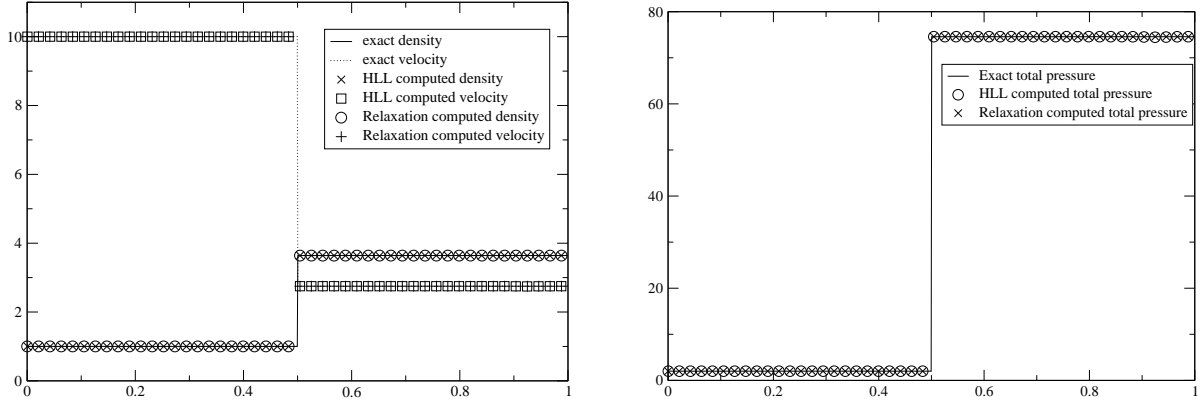 10
8
6
4
2
0
0
0.2
0.4
0.6
0.8
1
exact density
exact velocity
HLL computed density
HLL computed velocity
Relaxation computed density
Relaxation computed velocity
80
60
40
20
0
0
0.2
0.4
0.6
0.8
1
Exact total pressure
HLL computed total pressure
Relaxation computed total pressure